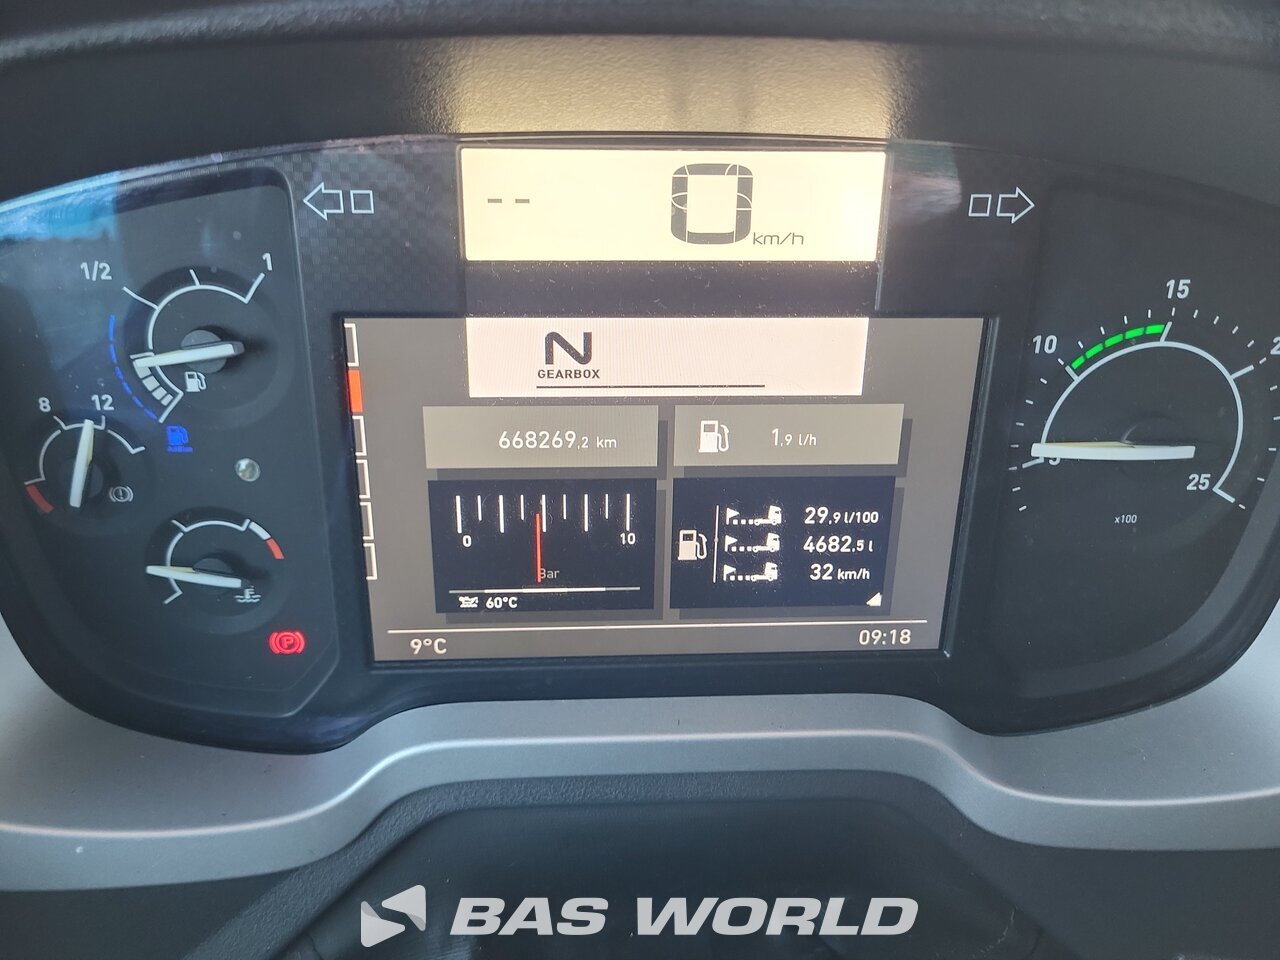 -- 0 km/h
1/2
1
N
GEARBOX
8
12
AdBlue
668269,2 km
1,9 l/h
15
10
25
x100
0
10
Bar
60°C
29,9 l/100
4682,5 l
32 km/h
P
9°C
09:18
BAS WORLD